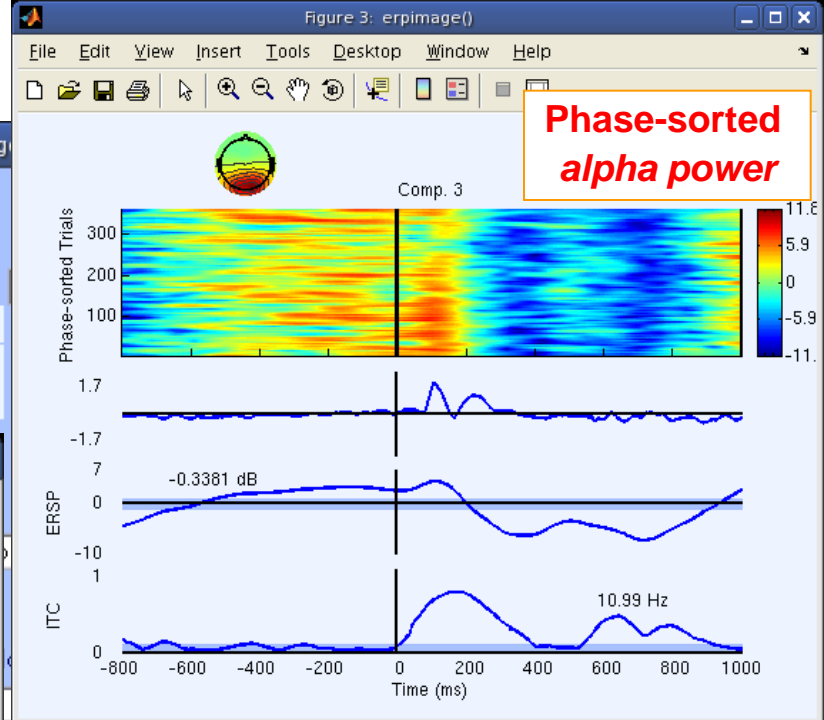 Figure 3: erpimage()
File Edit View Insert Tools Desktop Window Help
Phase-sorted
alpha power
Comp. 3
Phase-sorted Trials
300
200
100
11.6
5.9
0
-5.9
-11.
1.7
-1.7
ERSP
7
0
-10
-0.3381 dB
ITC
1
0
10.99 Hz
-800 -600 -400 -200 0 200 400 600 800 1000
Time (ms)